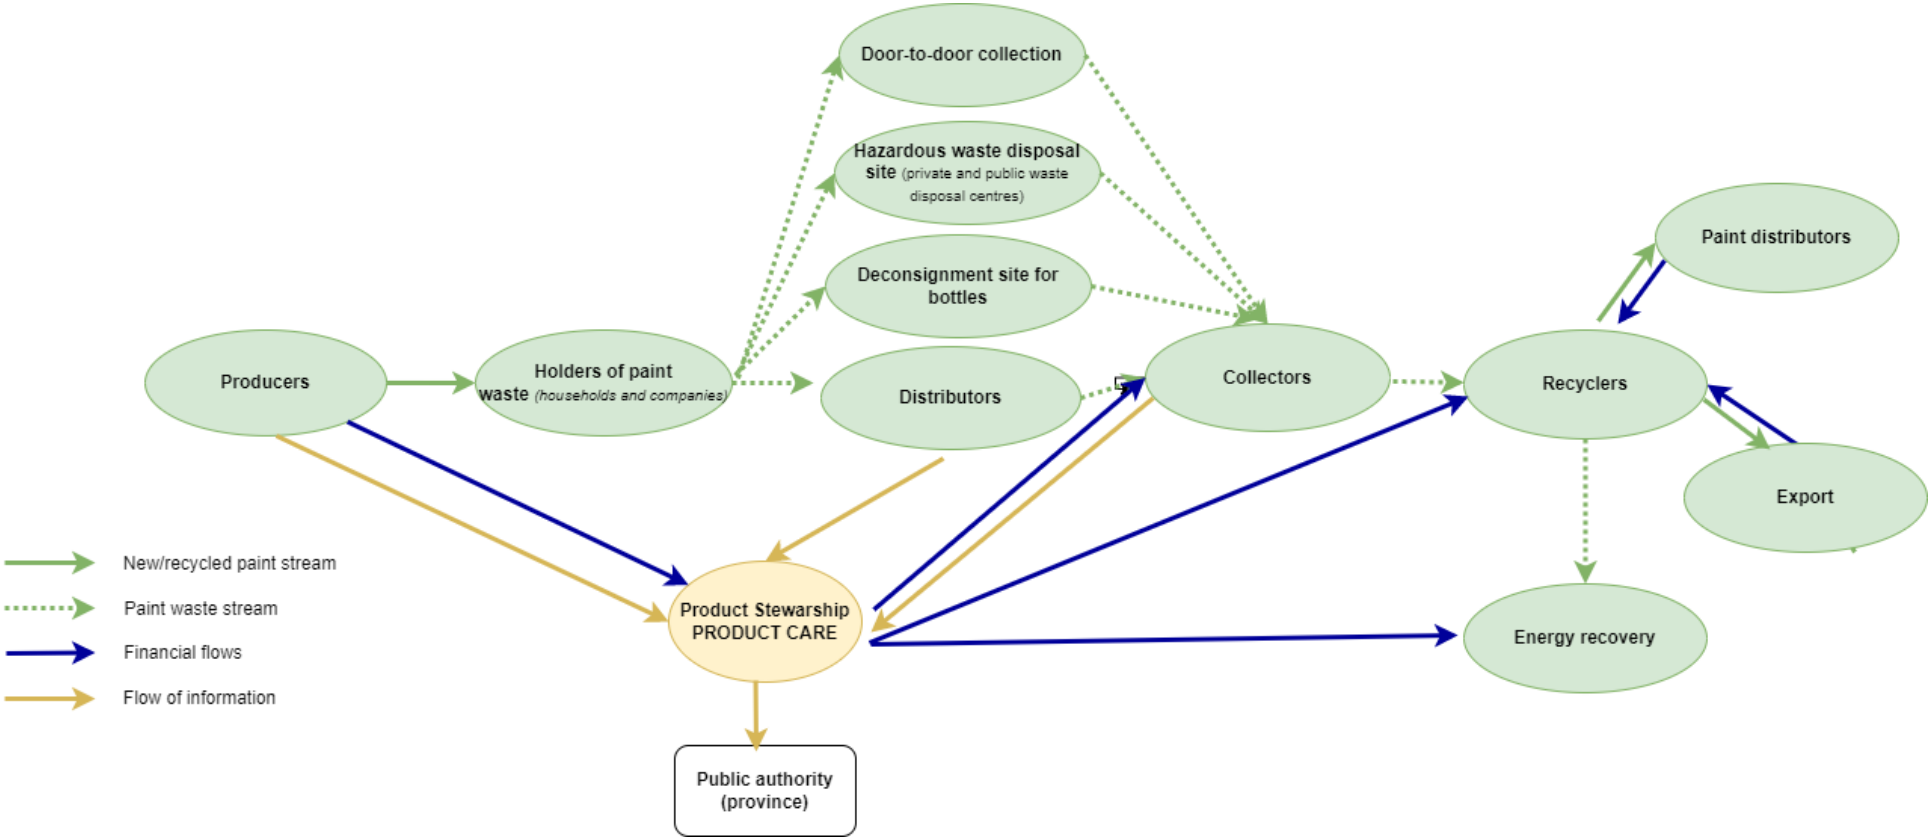 Door-to-door collection
Hazardous waste disposal
site (private and public waste
disposal centres)
Deconsignment site for
bottles
Distributors
Producers
Holders of paint
waste (households and companies)
Collectors
Recyclers
Paint distributors
Export
Energy recovery
Product Stewarship
PRODUCT CARE
Public authority
(province)
New/recycled paint stream
Paint waste stream
Financial flows
Flow of information